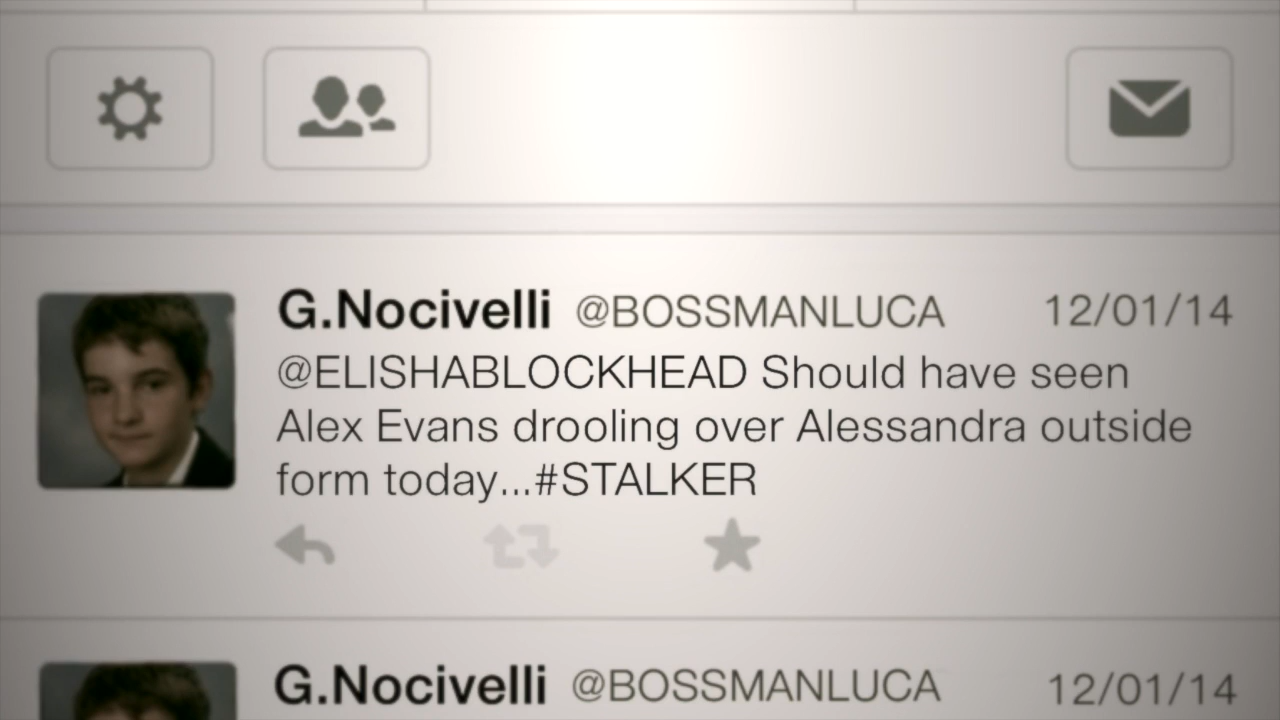 G.Nocivelli @BOSSMANLUCA 12/01/14
@ELISHABLOCKHEAD Should have seen
Alex Evans drooling over Alessandra outside
form today...#STALKER
G.Nocivelli @BOSSMANLUCA 12/01/14